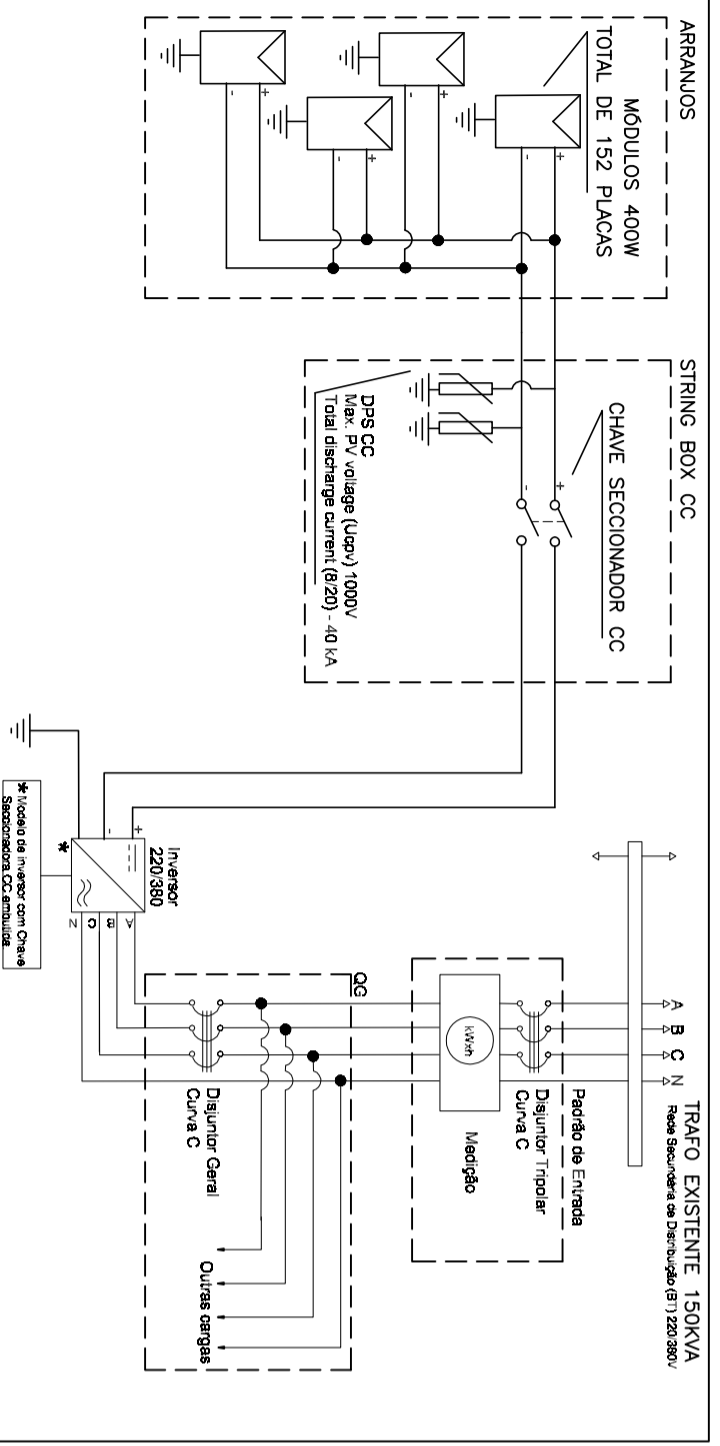 ARRANJOS
MÓDULOS 400W
TOTAL DE 152 PLACAS
+
-
+
-
+
-
+
-
STRING BOX CC
CHAVE SECCIONADOR CC
+
-
DPS CC
Max. PV voltage (Ucpv) 1000V
Total discharge current (8/20) - 40 kA
TRAFO EXISTENTE 150KVA
Rede Secundária de Distribuição (BT) 220/380V
A
B
C
N
Padrão de Entrada
Disjuntor Tripolar
Curva C
kWxh
Medição
QG
Disjuntor Geral
Curva C
Outras cargas
Inversor
220/380
+
-
A
B
C
N
*
* Modelo de inversor com Chave
Seccionadora CC embutida